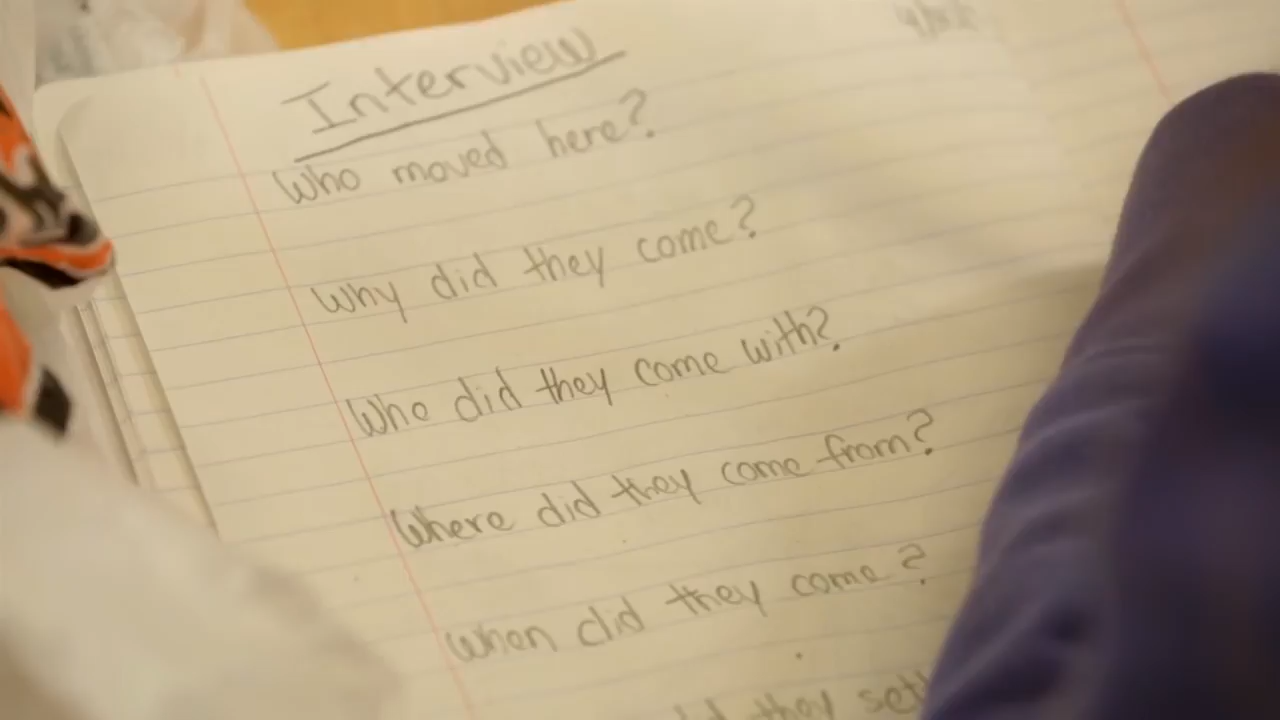 Interview
Who moved here?
Why did they come?
Who did they come with?
Where did they come from?
When did they come?
they